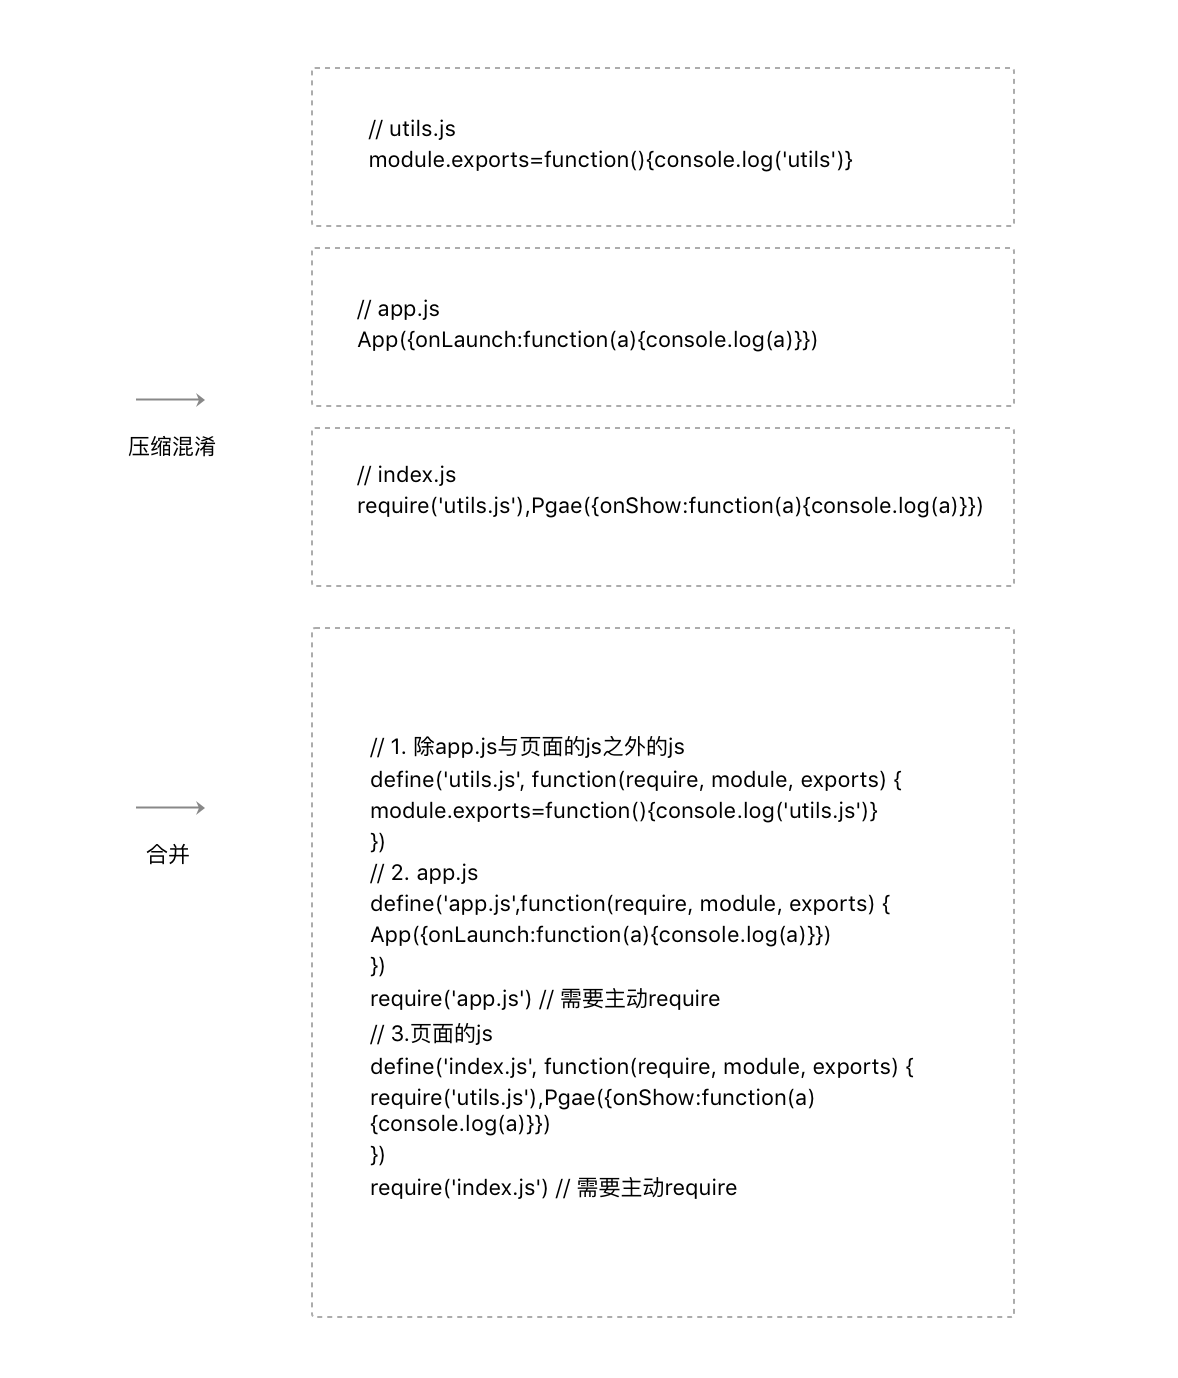 // utils.js
module.exports=function(){console.log('utils')}
// app.js
App({onLaunch:function(a){console.log(a)}})
压缩混淆
// index.js
require('utils.js'),Pgae({onShow:function(a){console.log(a)}})
合并
// 1. 除app.js与页面的js之外的js
define('utils.js', function(require, module, exports) {
module.exports=function(){console.log('utils.js')}
})
// 2. app.js
define('app.js',function(require, module, exports) {
App({onLaunch:function(a){console.log(a)}})
})
require('app.js') // 需要主动require
// 3.页面的js
define('index.js', function(require, module, exports) {
require('utils.js'),Pgae({onShow:function(a)
{console.log(a)}})
})
require('index.js') // 需要主动require